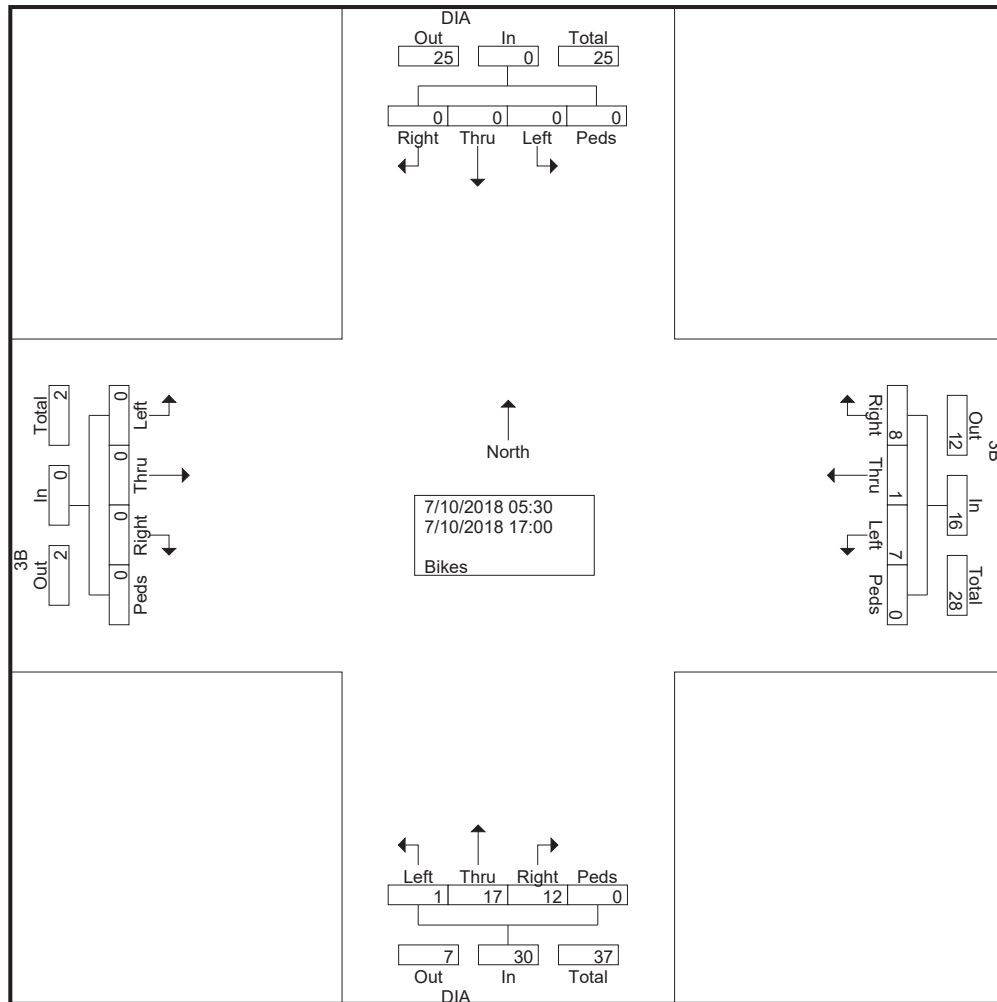 DIA
Out In Total
25 0 25
0 0 0 0
Right Thru Left Peds
Total In Out
2 0 2
3B
0 0 0 0
Left Thru Right Peds
North
7/10/2018 05:30
7/10/2018 17:00
Bikes
Right Thru Left Peds
8 1 7 0
Out In Total
12 16 28
3B
Left Thru Right Peds
1 17 12 0
7 30 37
Out In Total
DIA